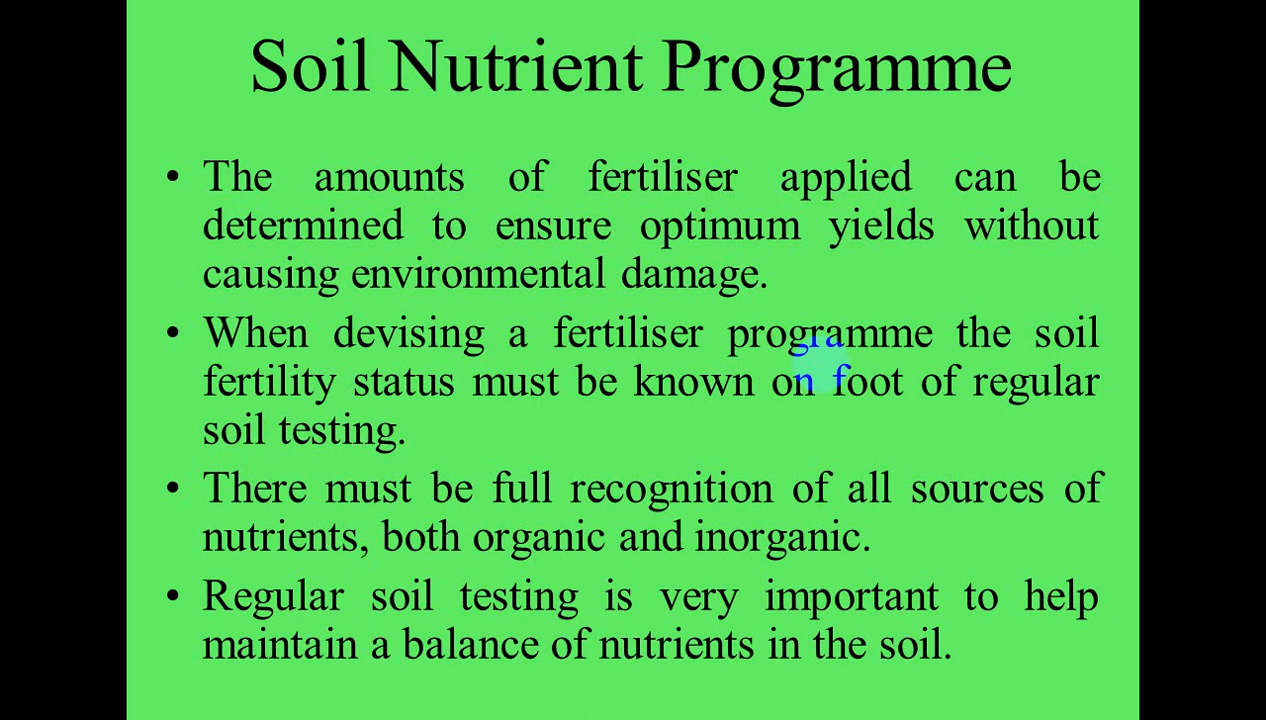 Soil Nutrient Programme
• The amounts of fertiliser applied can be
determined to ensure optimum yields without
causing environmental damage.
• When devising a fertiliser programme the soil
fertility status must be known on foot of regular
soil testing.
• There must be full recognition of all sources of
nutrients, both organic and inorganic.
• Regular soil testing is very important to help
maintain a balance of nutrients in the soil.